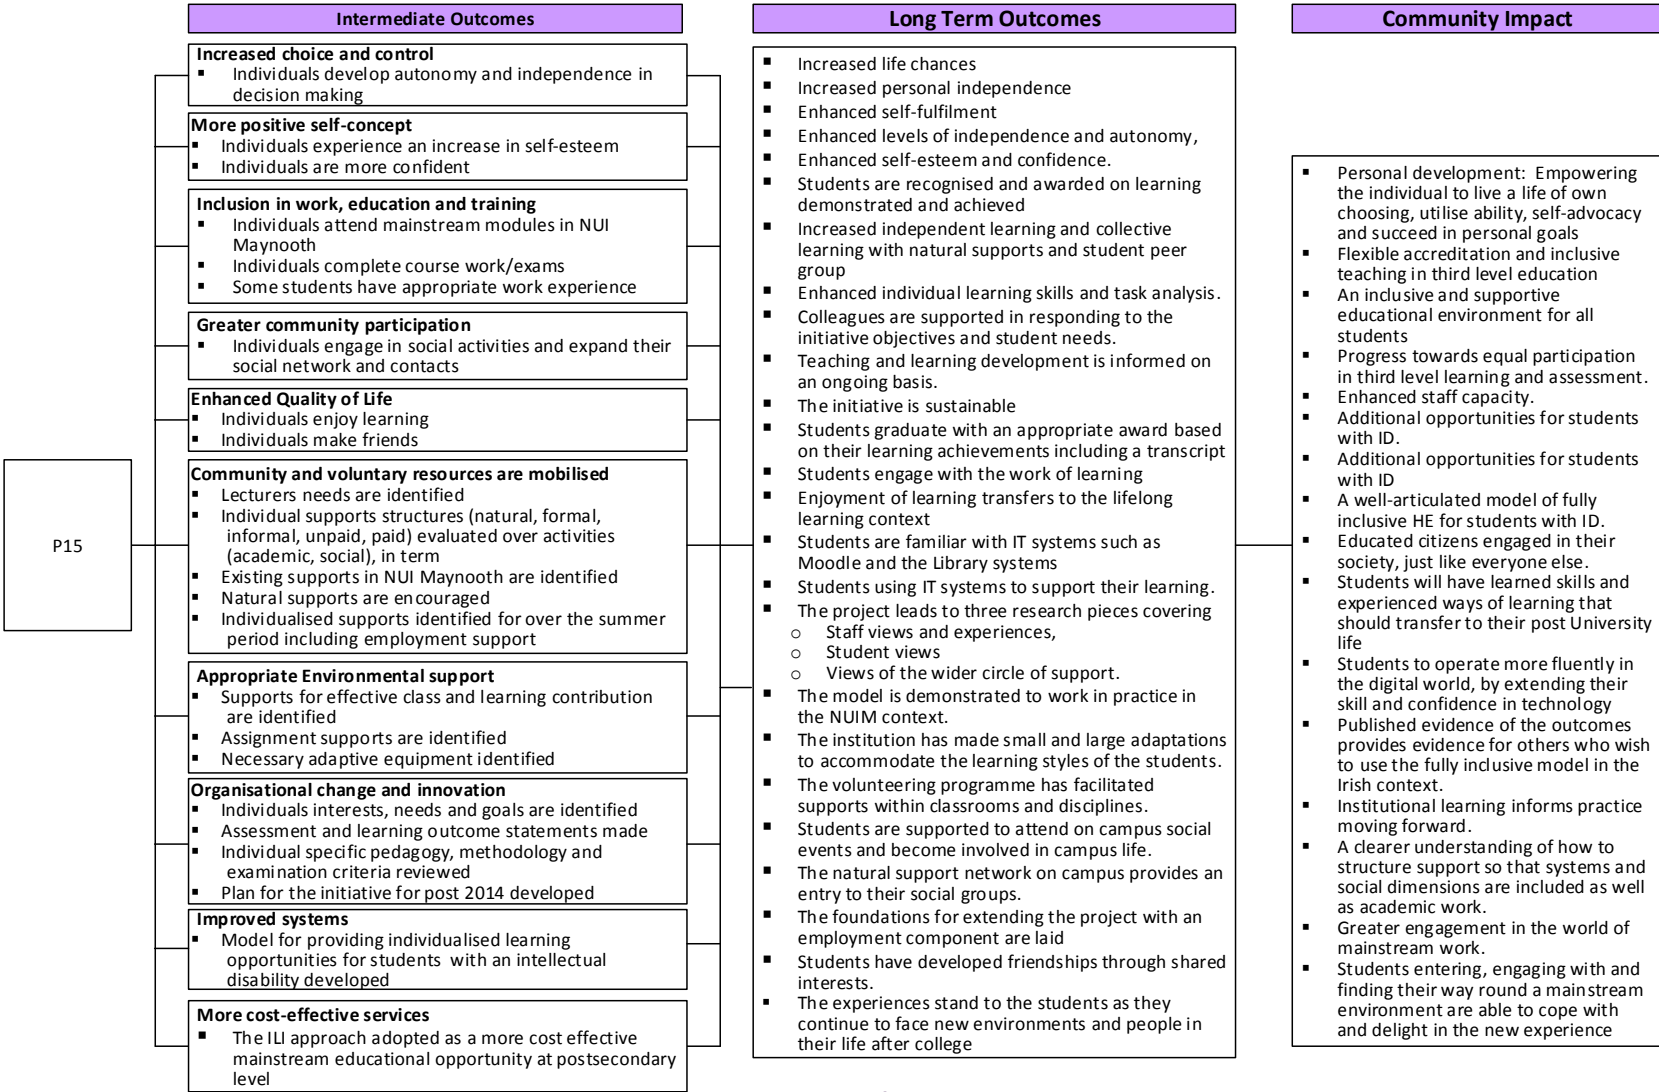 Intermediate Outcomes
Increased choice and control
▪ Individuals develop autonomy and independence in
decision making
More positive self-concept
▪ Individuals experience an increase in self-esteem
▪ Individuals are more confident
Inclusion in work, education and training
▪ Individuals attend mainstream modules in NUI
Maynooth
▪ Individuals complete course work/exams
▪ Some students have appropriate work experience
Greater community participation
▪ Individuals engage in social activities and expand their
social network and contacts
Enhanced Quality of Life
▪ Individuals enjoy learning
▪ Individuals make friends
P15
Community and voluntary resources are mobilised
▪ Lecturers needs are identified
▪ Individual supports structures (natural, formal,
informal, unpaid, paid) evaluated over activities
(academic, social), in term
▪ Existing supports in NUI Maynooth are identified
▪ Natural supports are encouraged
▪ Individualised supports identified for over the summer
period including employment support
Appropriate Environmental support
▪ Supports for effective class and learning contribution
are identified
▪ Assignment supports are identified
▪ Necessary adaptive equipment identified
Organisational change and innovation
▪ Individuals interests, needs and goals are identified
▪ Assessment and learning outcome statements made
▪ Individual specific pedagogy, methodology and
examination criteria reviewed
▪ Plan for the initiative for post 2014 developed
Improved systems
▪ Model for providing individualised learning
opportunities for students with an intellectual
disability developed
More cost-effective services
▪ The ILI approach adopted as a more cost effective
mainstream educational opportunity at postsecondary
level
Long Term Outcomes
▪ Increased life chances
▪ Increased personal independence
▪ Enhanced self-fulfilment
▪ Enhanced levels of independence and autonomy,
▪ Enhanced self-esteem and confidence.
▪ Students are recognised and awarded on learning
demonstrated and achieved
▪ Increased independent learning and collective
learning with natural supports and student peer
group
▪ Enhanced individual learning skills and task analysis.
▪ Colleagues are supported in responding to the
initiative objectives and student needs.
▪ Teaching and learning development is informed on
an ongoing basis.
▪ The initiative is sustainable
▪ Students graduate with an appropriate award based
on their learning achievements including a transcript
▪ Students engage with the work of learning
▪ Enjoyment of learning transfers to the lifelong
learning context
▪ Students are familiar with IT systems such as
Moodle and the Library systems
▪ Students using IT systems to support their learning.
▪ The project leads to three research pieces covering
o Staff views and experiences,
o Student views
o Views of the wider circle of support.
▪ The model is demonstrated to work in practice in
the NUIM context.
▪ The institution has made small and large adaptations
to accommodate the learning styles of the students.
▪ The volunteering programme has facilitated
supports within classrooms and disciplines.
▪ Students are supported to attend on campus social
events and become involved in campus life.
▪ The natural support network on campus provides an
entry to their social groups.
▪ The foundations for extending the project with an
employment component are laid
▪ Students have developed friendships through shared
interests.
▪ The experiences stand to the students as they
continue to face new environments and people in
their life after college
Community Impact
▪ Personal development: Empowering
the individual to live a life of own
choosing, utilise ability, self-advocacy
and succeed in personal goals
▪ Flexible accreditation and inclusive
teaching in third level education
▪ An inclusive and supportive
educational environment for all
students
▪ Progress towards equal participation
in third level learning and assessment.
▪ Enhanced staff capacity.
▪ Additional opportunities for students
with ID.
▪ Additional opportunities for students
with ID
▪ A well-articulated model of fully
inclusive HE for students with ID.
▪ Educated citizens engaged in their
society, just like everyone else.
▪ Students will have learned skills and
experienced ways of learning that
should transfer to their post University
life
▪ Students to operate more fluently in
the digital world, by extending their
skill and confidence in technology
▪ Published evidence of the outcomes
provides evidence for others who wish
to use the fully inclusive model in the
Irish context.
▪ Institutional learning informs practice
moving forward.
▪ A clearer understanding of how to
structure support so that systems and
social dimensions are included as well
as academic work.
▪ Greater engagement in the world of
mainstream work.
▪ Students entering, engaging with and
finding their way round a mainstream
environment are able to cope with
and delight in the new experience